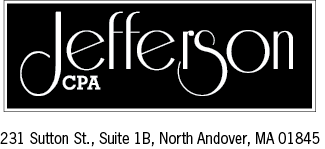 Jefferson
CPA
231 Sutton St., Suite 1B, North Andover, MA 01845